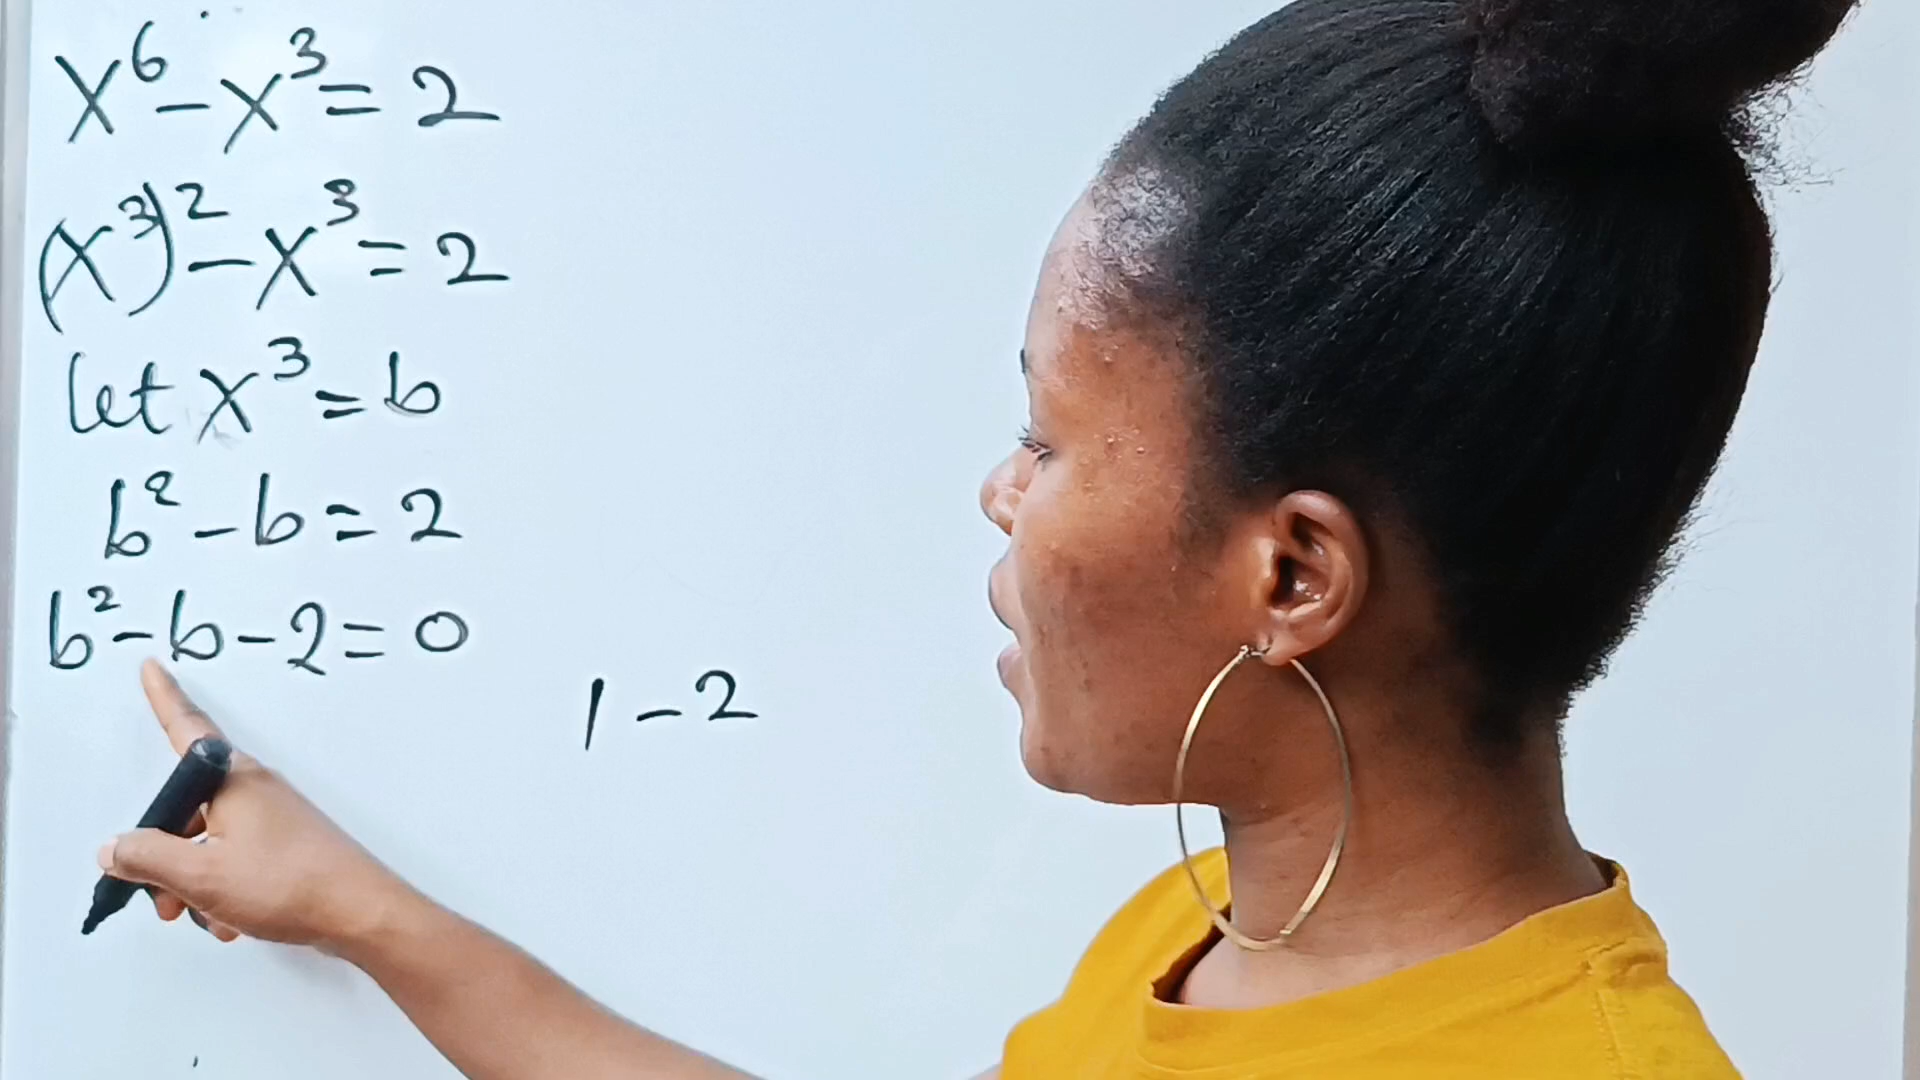 x⁶ - x³ = 2
(x³)² - x³ = 2
let x³ = b
b² - b = 2
b² - b - 2 = 0
1 - 2